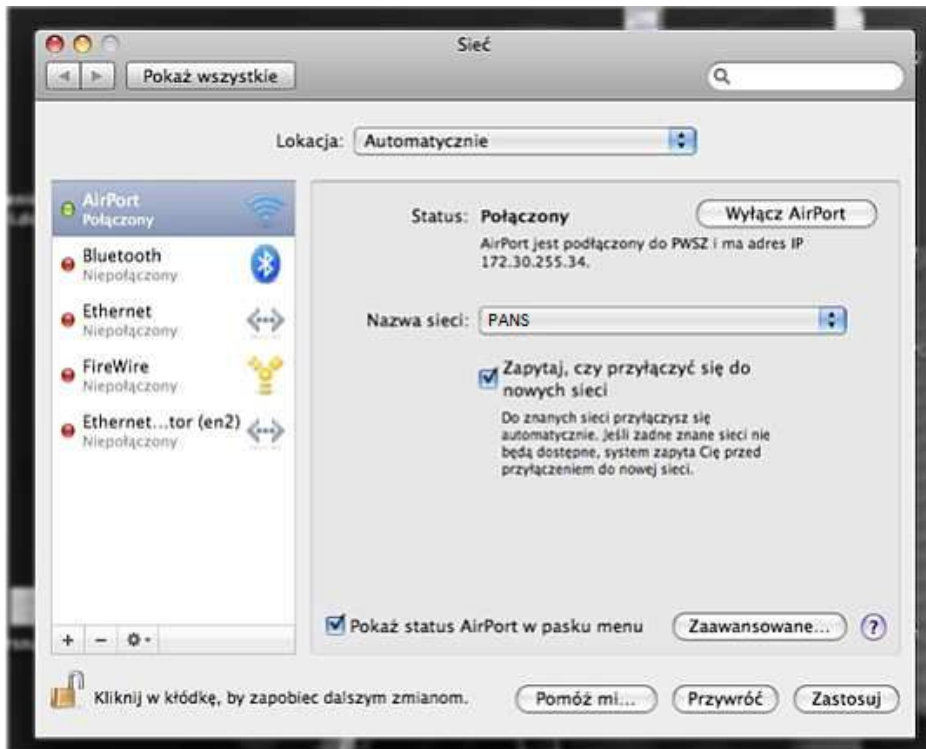 Sieć
Pokaż wszystkie
Lokacja: Automatycznie
AirPort
Połączony
Bluetooth
Niepołączony
Ethernet
Niepołączony
FireWire
Niepołączony
Ethernet...tor (en2)
Niepołączony
Status: Połączony
Wyłącz AirPort
AirPort jest podłączony do PWSZ i ma adres IP
172.30.255.34.
Nazwa sieci: PANS
Zapytaj, czy przyłączyć się do
nowych sieci
Do znanych sieci przyłączysz się
automatycznie. Jeśli żadne znane sieci nie
będą dostępne, system zapyta Cię przed
przyłączeniem do nowej sieci.
Pokaż status AirPort w pasku menu
Zaawansowane...
?
Kliknij w kłódkę, by zapobiec dalszym zmianom.
Pomóż mi...
Przywróć
Zastosuj